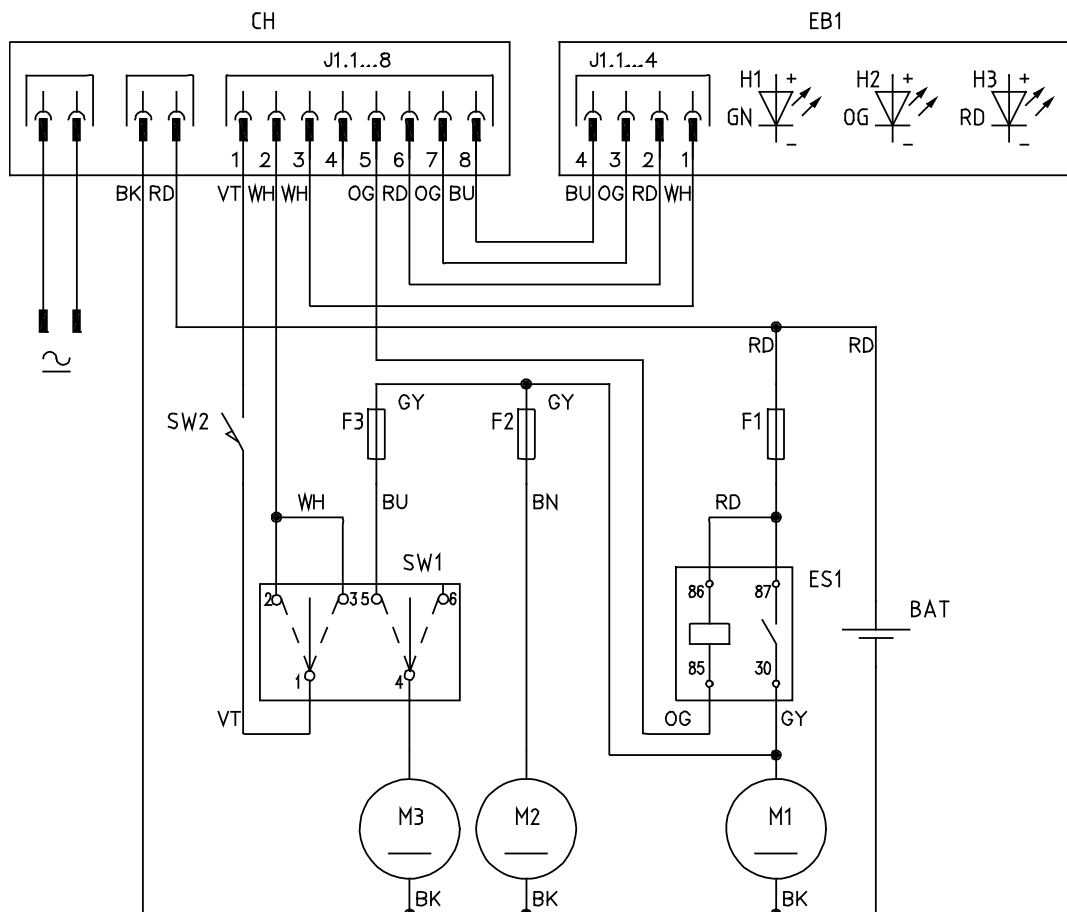 CH EB1
J1.1...8 J1.1...4 H1 + H2 + H3 +
GN OG RD
- - -
1 2 3 4 5 6 7 8 4 3 2 1
BK RD VT WH WH OG RD OG BU BU OG RD WH
RD RD
GY GY
SW2 F3 F2 F1
WH BU BN RD
SW1 ES1
2 3 5 6 86 87 BAT
1 4 85 30
VT OG GY
M3 M2 M1
BK BK BK